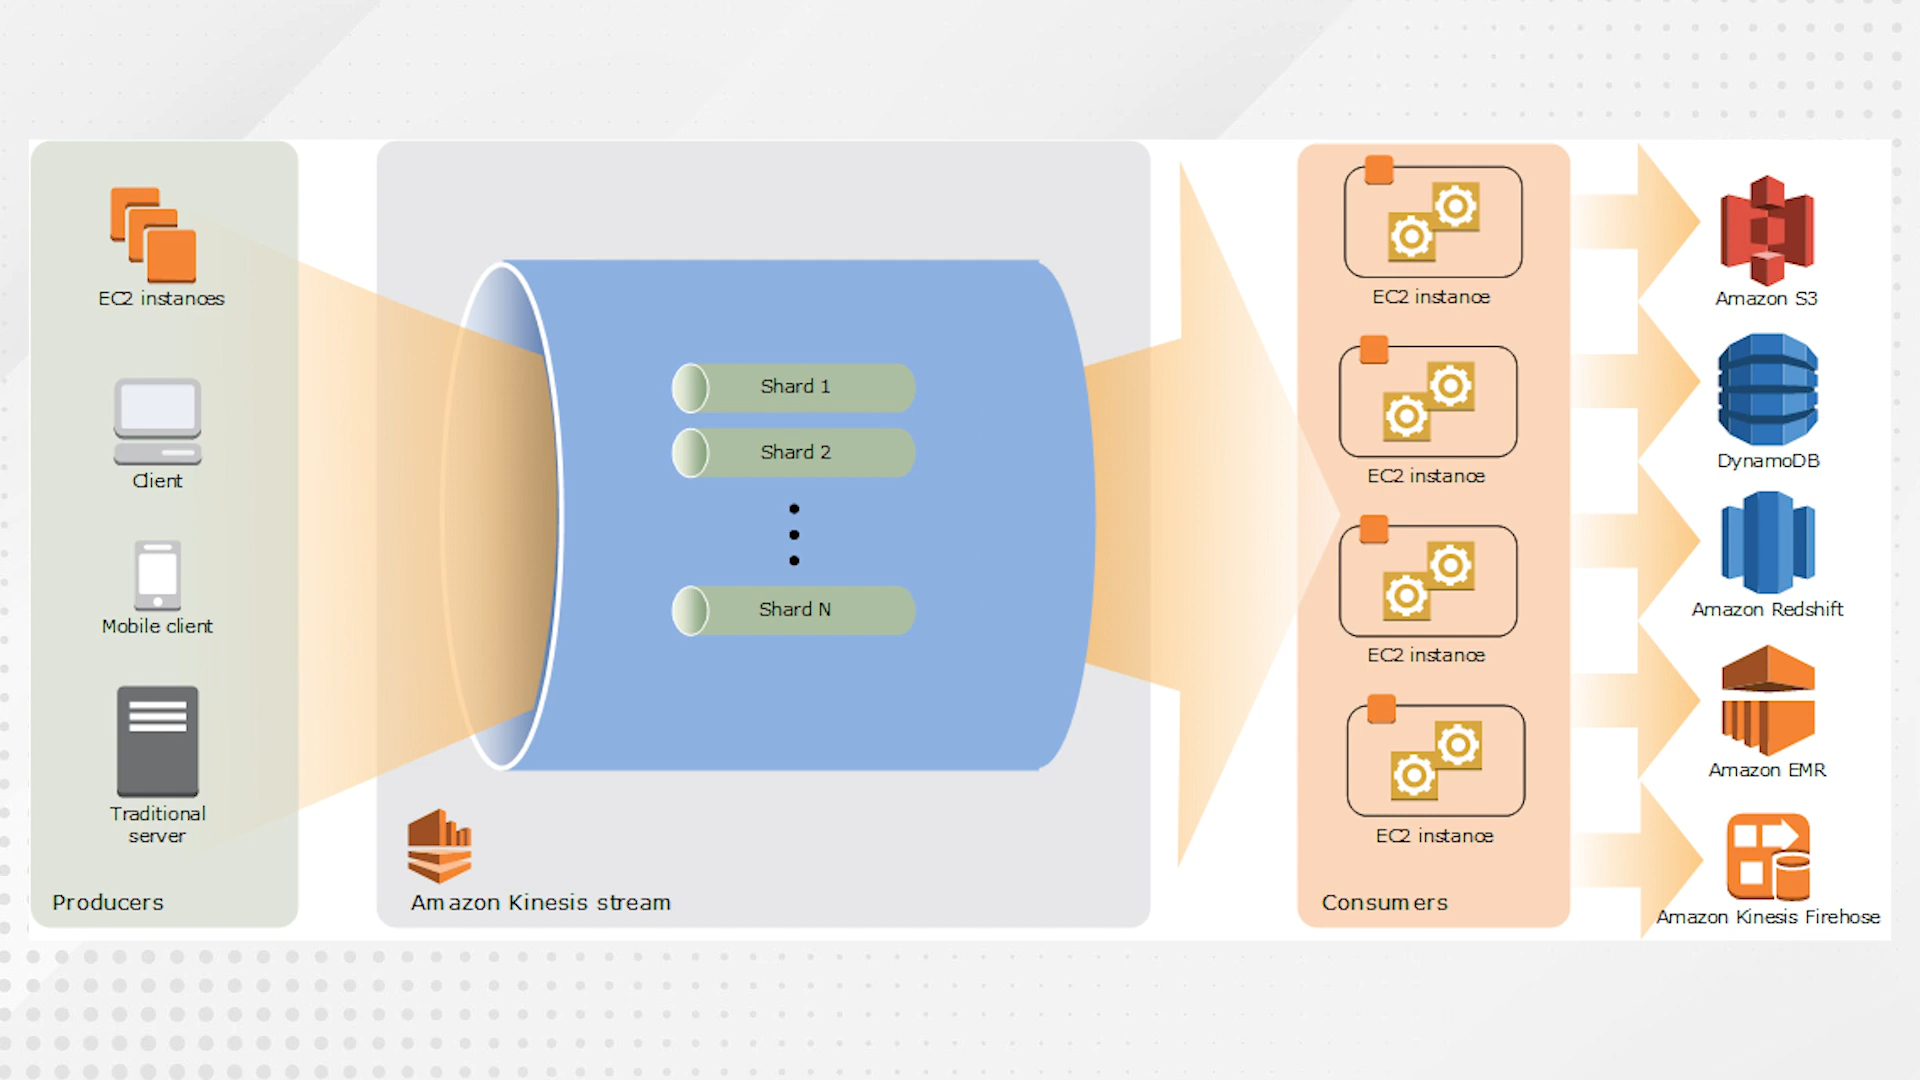 EC2 instances
Client
Mobile client
Traditional
server
Producers
Shard 1
Shard 2
Shard N
Amazon Kinesis stream
EC2 instance
EC2 instance
EC2 instance
EC2 instance
Consumers
Amazon S3
DynamoDB
Amazon Redshift
Amazon EMR
Amazon Kinesis Firehose